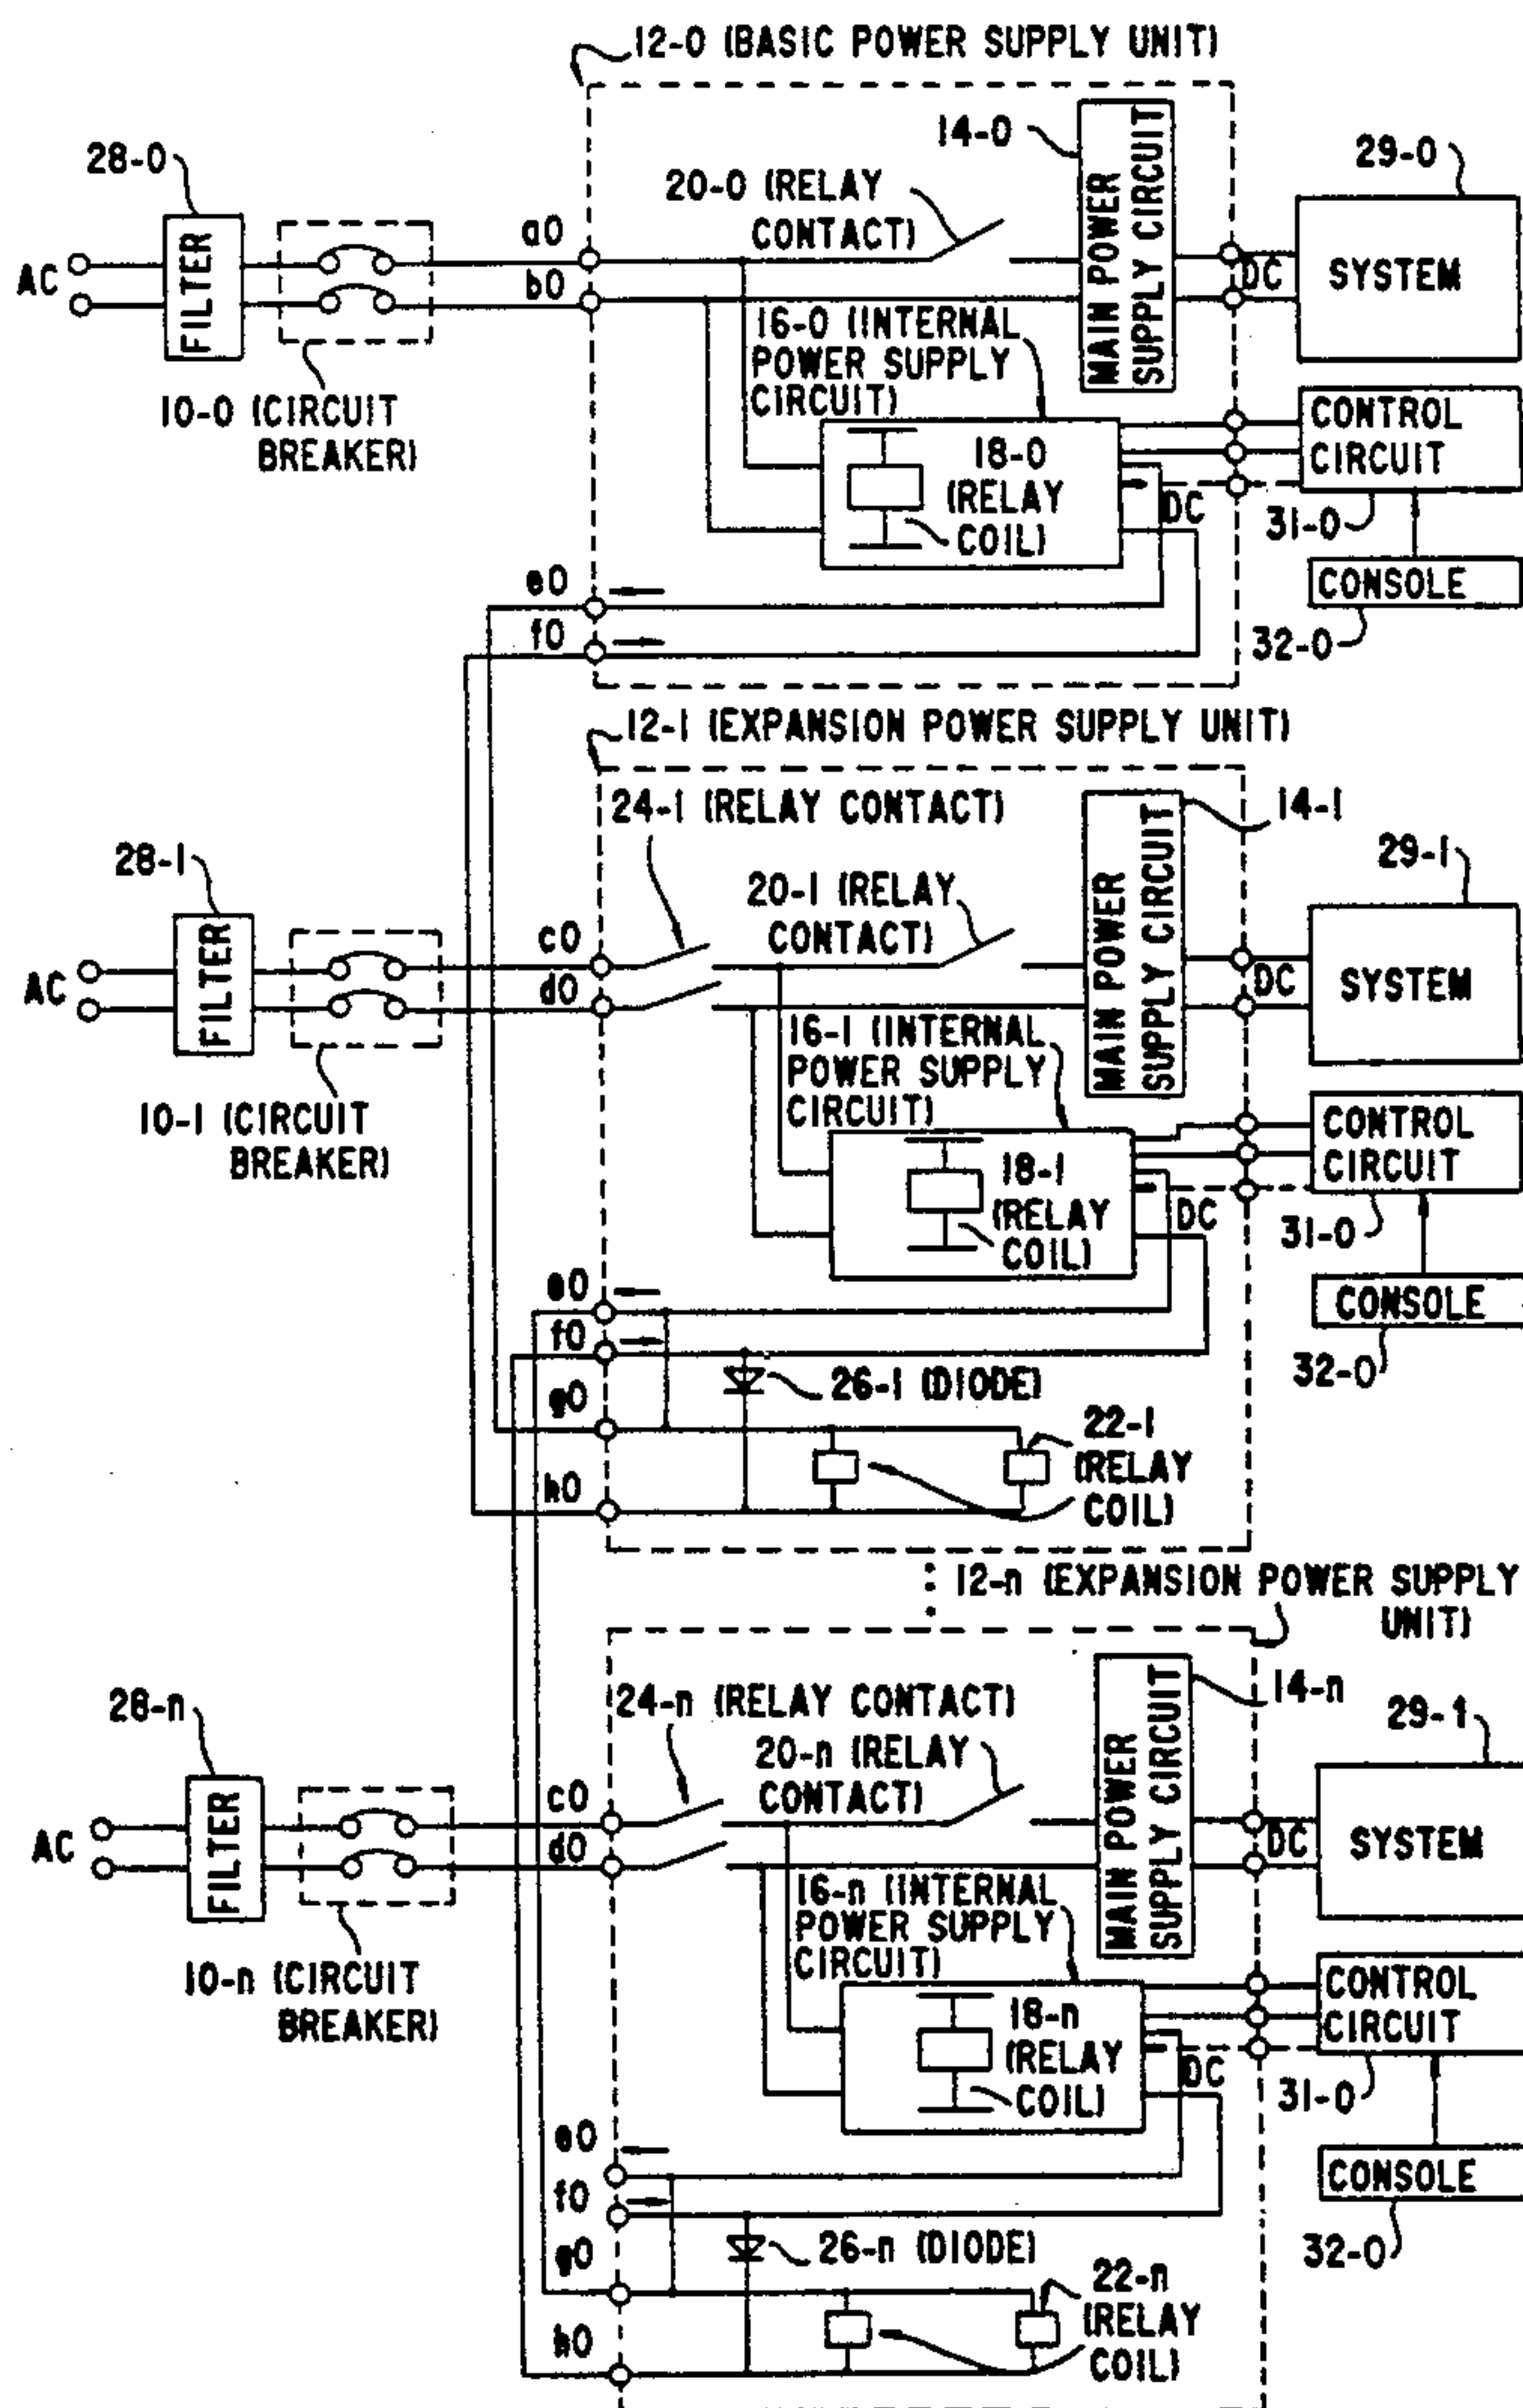 12-0 (BASIC POWER SUPPLY UNIT)
14-0
28-0
29-0
20-0 (RELAY
CONTACT)
MAIN POWER
SUPPLY CIRCUIT
a0
AC
FILTER
b0
DC
SYSTEM
16-0 (INTERNAL
POWER SUPPLY
CIRCUIT)
10-0 (CIRCUIT
BREAKER)
CONTROL
CIRCUIT
18-0
(RELAY
COIL)
DC
31-0
e0
CONSOLE
f0
32-0
12-1 (EXPANSION POWER SUPPLY UNIT)
24-1 (RELAY CONTACT)
14-1
28-1
29-1
20-1 (RELAY
CONTACT)
MAIN POWER
SUPPLY CIRCUIT
c0
AC
FILTER
d0
DC
SYSTEM
16-1 (INTERNAL
POWER SUPPLY
CIRCUIT)
10-1 (CIRCUIT
BREAKER)
CONTROL
CIRCUIT
18-1
(RELAY
COIL)
DC
31-0
e0
CONSOLE
f0
26-1 (DIODE)
32-0
g0
22-1
(RELAY
COIL)
h0
12-n (EXPANSION POWER SUPPLY
UNIT)
24-n (RELAY CONTACT)
14-n
28-n
29-1
20-n (RELAY
CONTACT)
MAIN POWER
SUPPLY CIRCUIT
c0
AC
FILTER
d0
DC
SYSTEM
16-n (INTERNAL
POWER SUPPLY
CIRCUIT)
10-n (CIRCUIT
BREAKER)
CONTROL
CIRCUIT
18-n
(RELAY
COIL)
DC
31-0
e0
CONSOLE
f0
26-n (DIODE)
32-0
g0
22-n
(RELAY
COIL)
h0